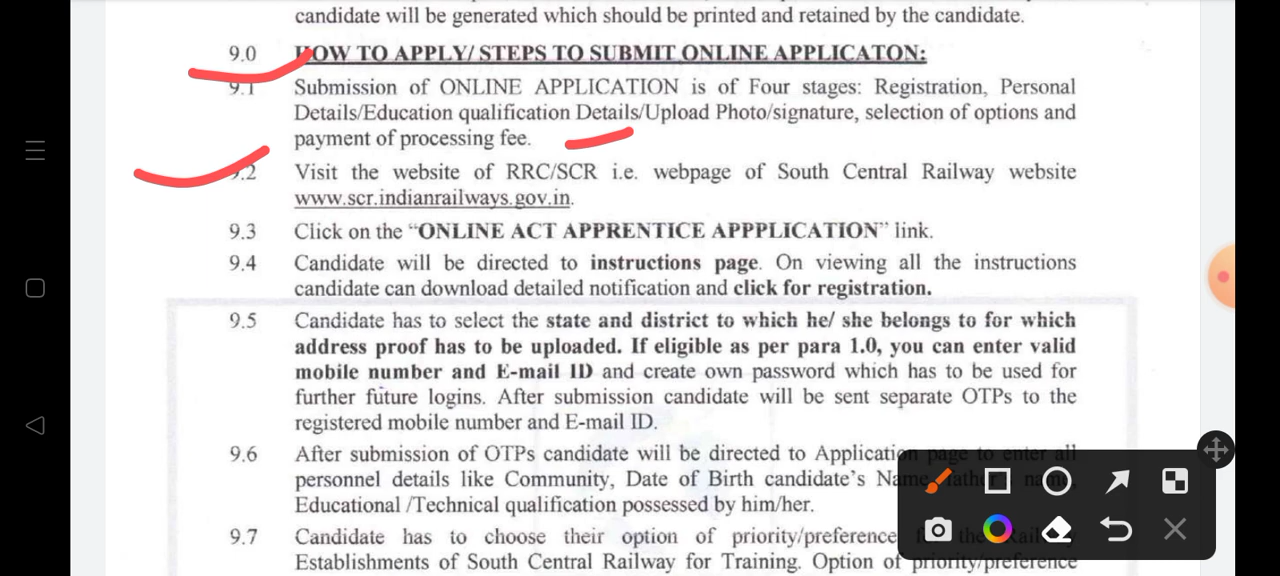 candidate will be generated which should be printed and retained by the candidate.
9.0 HOW TO APPLY/ STEPS TO SUBMIT ONLINE APPLICATON:
9.1 Submission of ONLINE APPLICATION is of Four stages: Registration, Personal
Details/Education qualification Details/Upload Photo/signature, selection of options and
payment of processing fee.
9.2 Visit the website of RRC/SCR i.e. webpage of South Central Railway website
www.scr.indianrailways.gov.in.
9.3 Click on the “ONLINE ACT APPRENTICE APPPLICATION” link.
9.4 Candidate will be directed to instructions page. On viewing all the instructions
candidate can download detailed notification and click for registration.
9.5 Candidate has to select the state and district to which he/ she belongs to for which
address proof has to be uploaded. If eligible as per para 1.0, you can enter valid
mobile number and E-mail ID and create own password which has to be used for
further future logins. After submission candidate will be sent separate OTPs to the
registered mobile number and E-mail ID.
9.6 After submission of OTPs candidate will be directed to Application page to enter all
personnel details like Community, Date of Birth candidate’s Name, father's name,
Educational /Technical qualification possessed by him/her.
9.7 Candidate has to choose their option of priority/preference
Establishments of South Central Railway for Training. Option of priority/preference